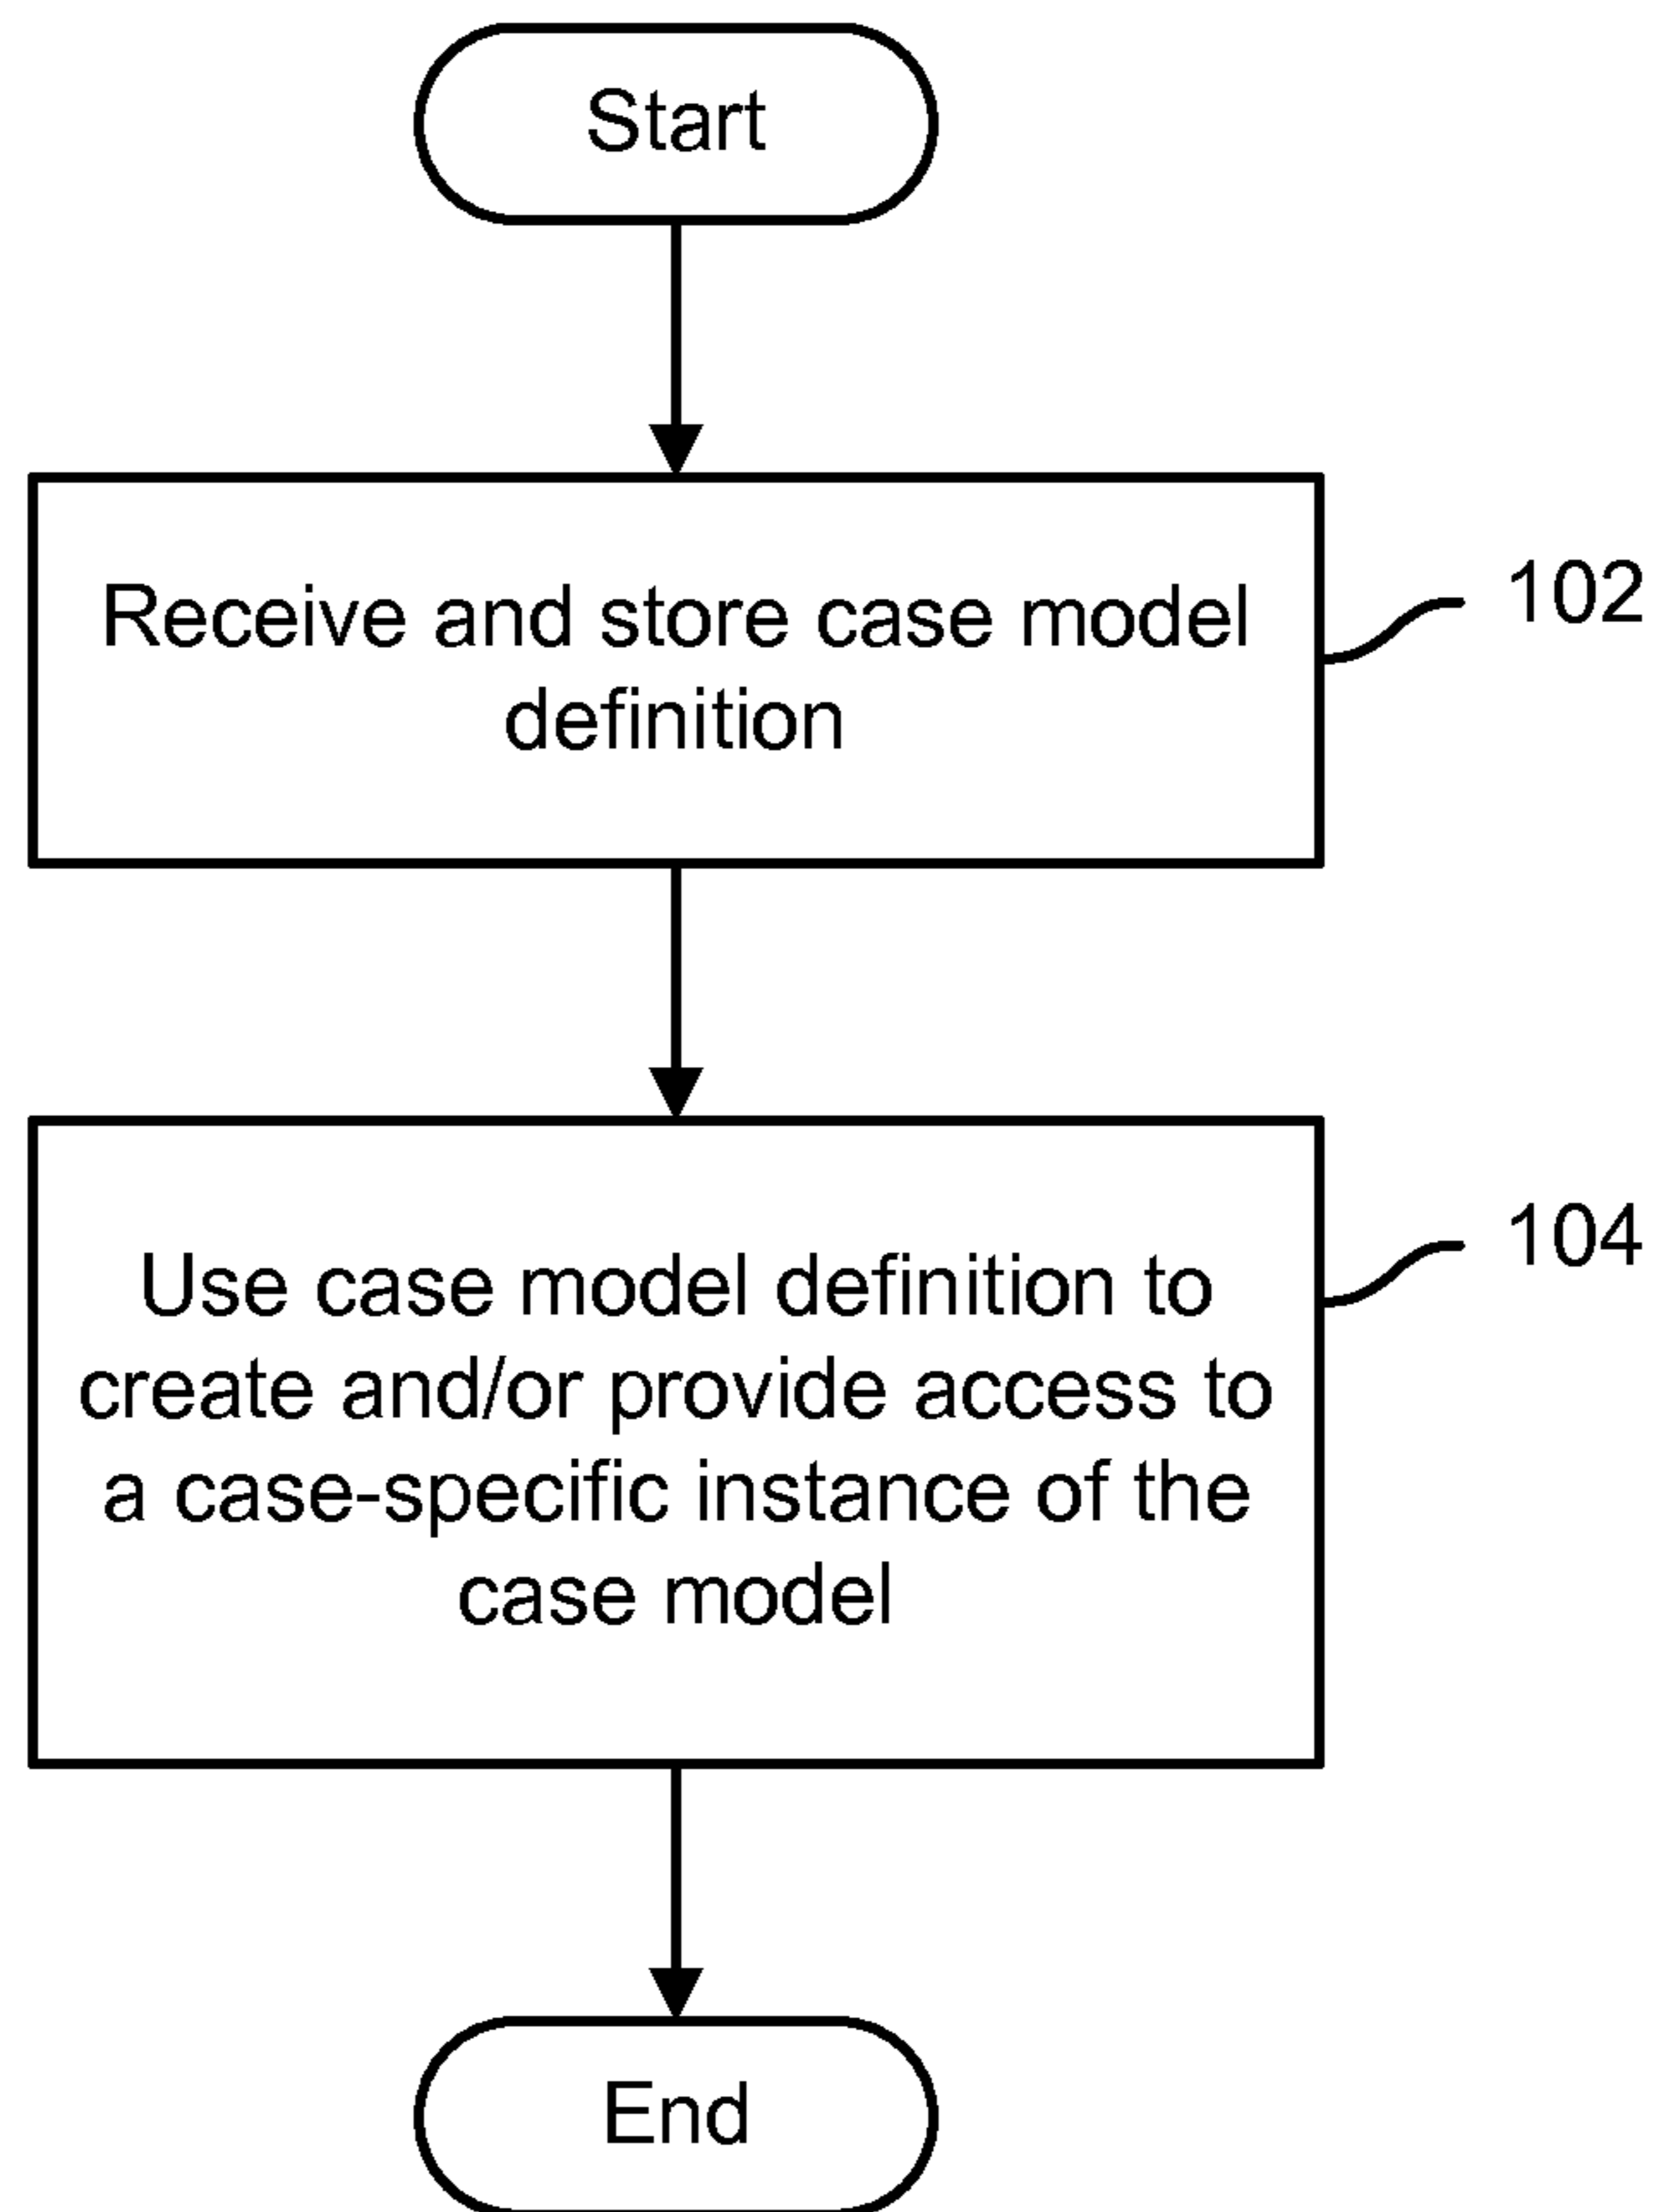 Start
Receive and store case model
definition
102
Use case model definition to
create and/or provide access to
a case-specific instance of the
case model
104
End